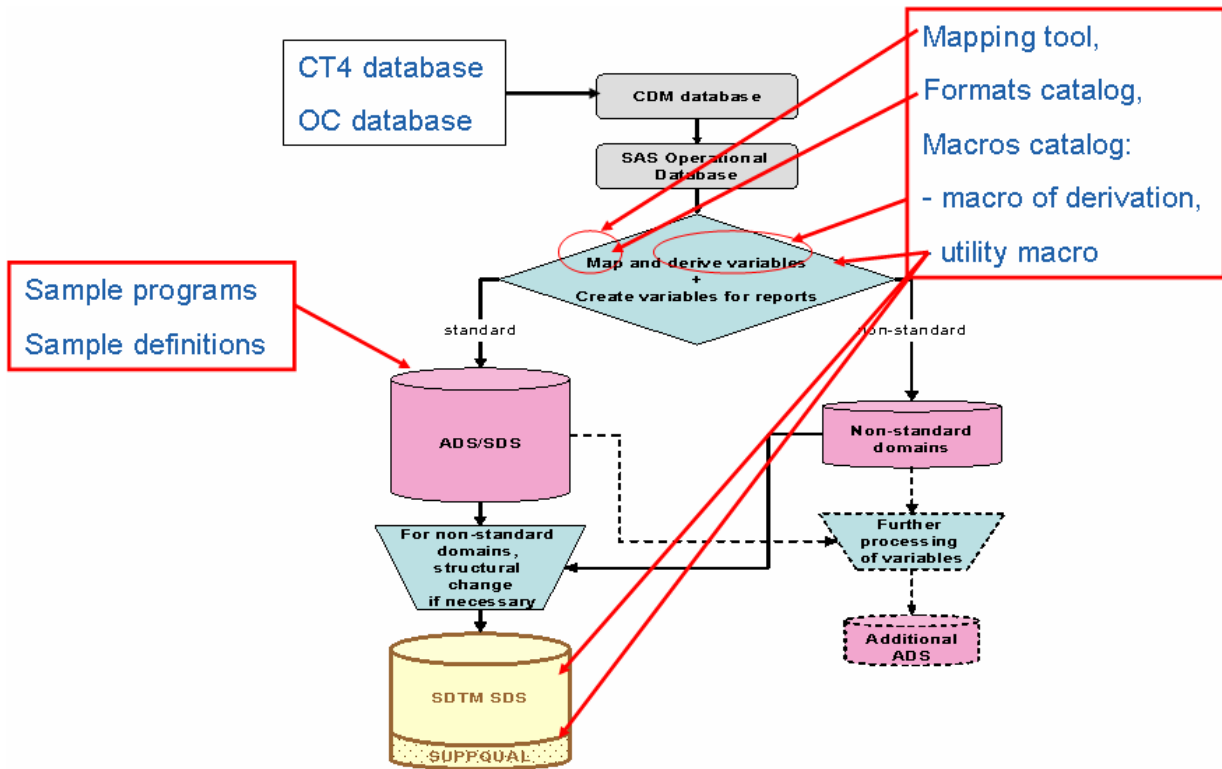 CT4 database
OC database
CDM database
SAS Operational
Database
Mapping tool,
Formats catalog,
Macros catalog:
- macro of derivation,
- utility macro
Map and derive variables
+
Create variables for reports
Sample programs
Sample definitions
standard
non-standard
ADS/SDS
Non-standard
domains
For non-standard
domains,
structural
change
if necessary
Further
processing
of variables
Additional
ADS
SDTM SDS
SUPPQUAL